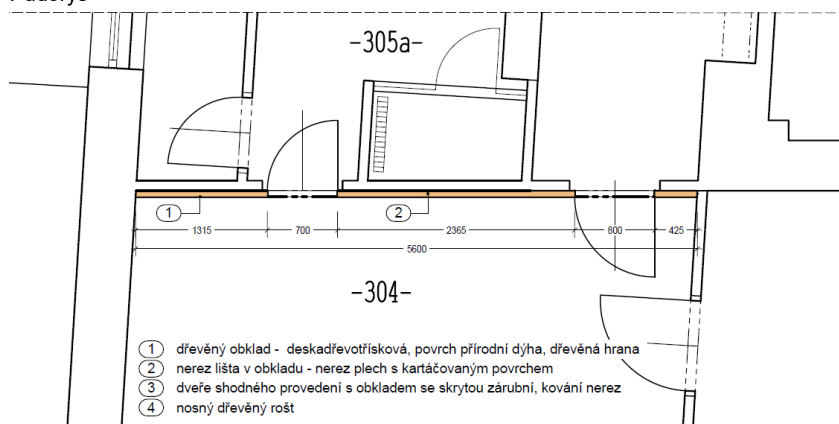 -305a-
1
2
1315
700
2365
800
425
5600
-304-
1 dřevěný obklad - deskadřevotřísková, povrch přírodní dýha, dřevěná hrana
2 nerez lišta v obkladu - nerez plech s kartáčovaným povrchem
3 dveře shodného provedení s obkladem se skrytou zárubní, kování nerez
4 nosný dřevěný rošt